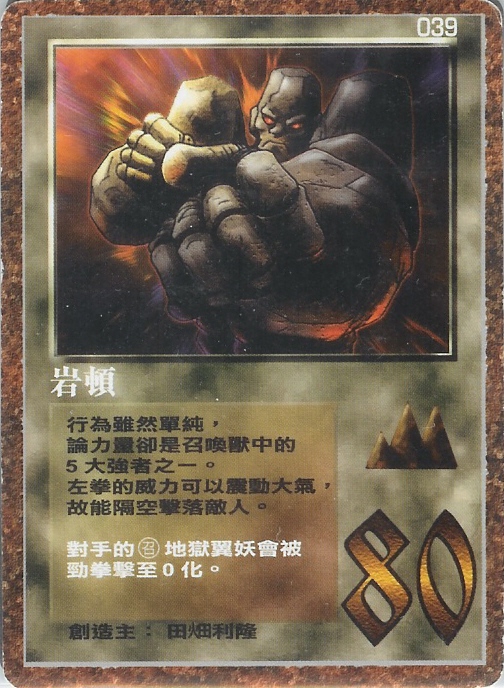 039
岩頓
行為雖然單純，
論力量卻是召喚獸中的
5大強者之一。
左拳的威力可以震動大氣，
故能隔空擊落敵人。
對手的㊁地獄翼妖會被
勁拳擊至0化。
80
創造主：田畑利隆